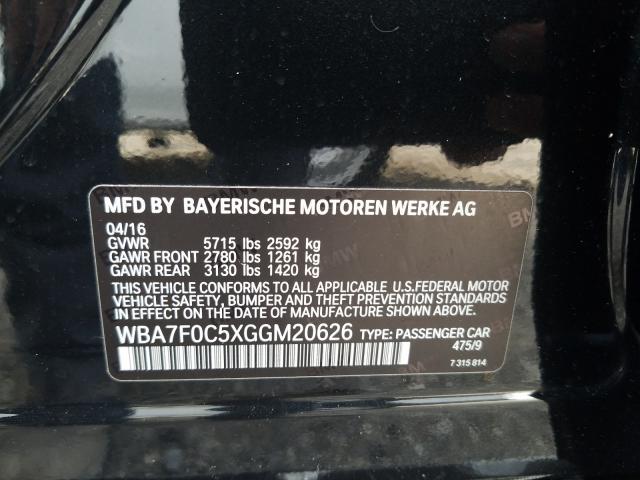 MFD BY BAYERISCHE MOTOREN WERKE AG
04/16
GVWR 5715 lbs 2592 kg
GAWR FRONT 2780 lbs 1261 kg
GAWR REAR 3130 lbs 1420 kg
THIS VEHICLE CONFORMS TO ALL APPLICABLE U.S.FEDERAL MOTOR
VEHICLE SAFETY, BUMPER AND THEFT PREVENTION STANDARDS
IN EFFECT ON THE DATE OF MANUFACTURE SHOWN ABOVE.
WBA7F0C5XGGM20626 TYPE: PASSENGER CAR
475/9
7 315 814